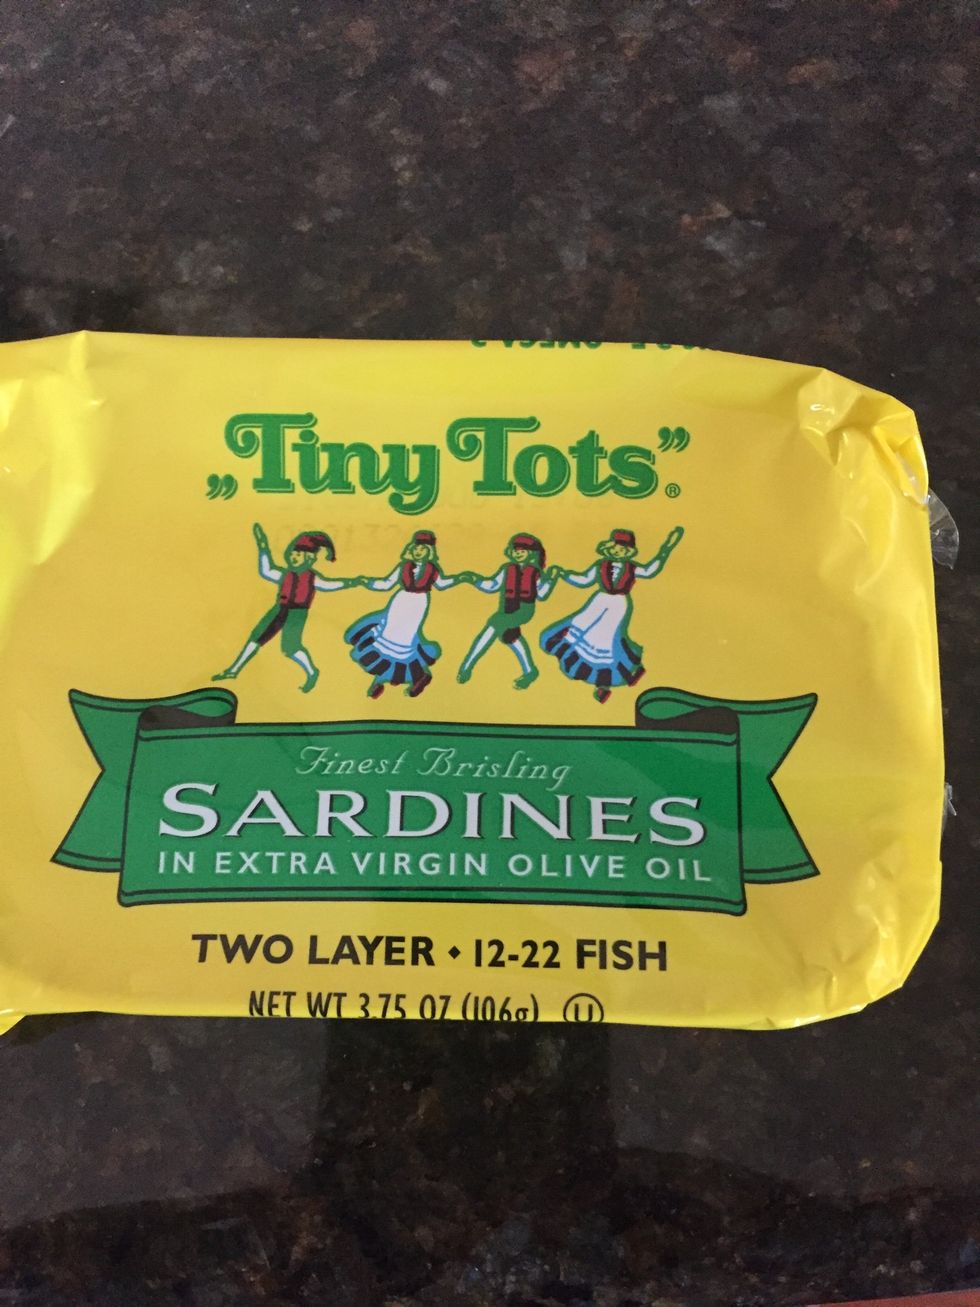 „Tiny Tots”®
Finest Brisling
SARDINES
IN EXTRA VIRGIN OLIVE OIL
TWO LAYER • 12-22 FISH
NET WT 3.75 OZ (106g) Ⓤ